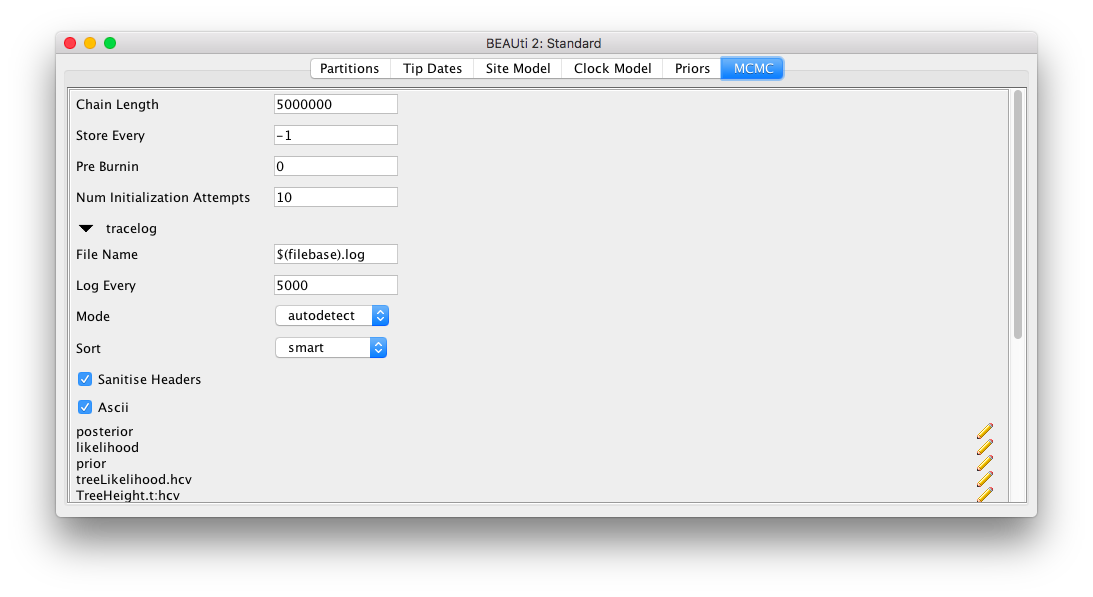 BEAUti 2: Standard
Partitions Tip Dates Site Model Clock Model Priors MCMC
Chain Length 5000000
Store Every -1
Pre Burnin 0
Num Initialization Attempts 10
tracelog
File Name $(filebase).log
Log Every 5000
Mode autodetect
Sort smart
Sanitise Headers
Ascii
posterior
likelihood
prior
treeLikelihood.hcv
TreeHeight.t:hcv